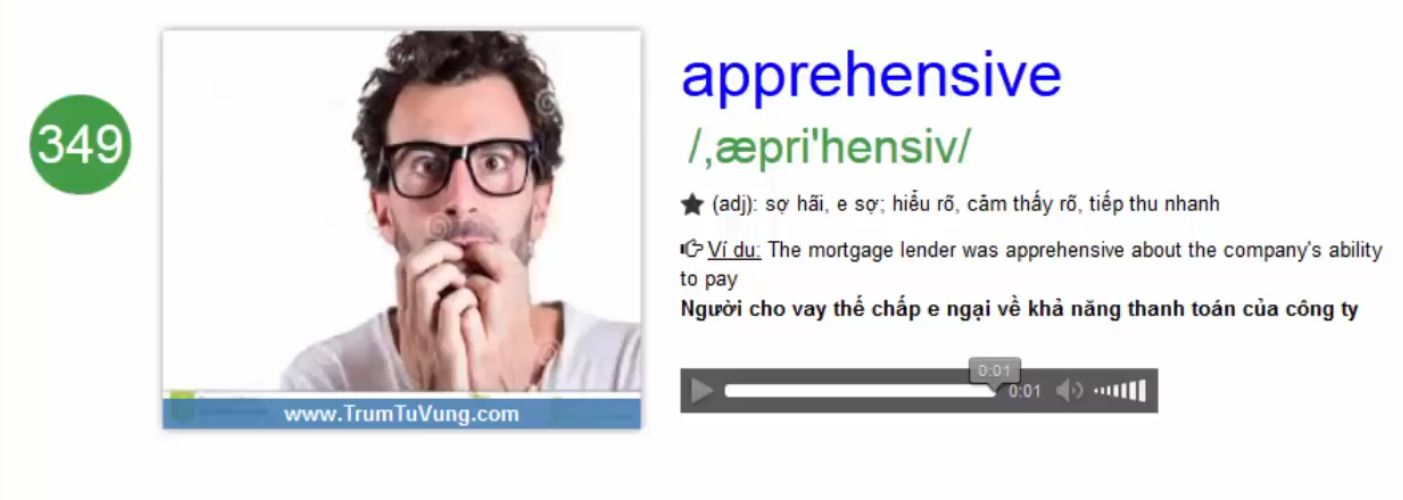 349
apprehensive
/,æpri'hensiv/
(adj): sợ hãi, e sợ; hiểu rõ, cảm thấy rõ, tiếp thu nhanh
Ví du: The mortgage lender was apprehensive about the company's ability
to pay
Người cho vay thế chấp e ngại về khả năng thanh toán của công ty
0:01
0:01
www.TrumTuVung.com